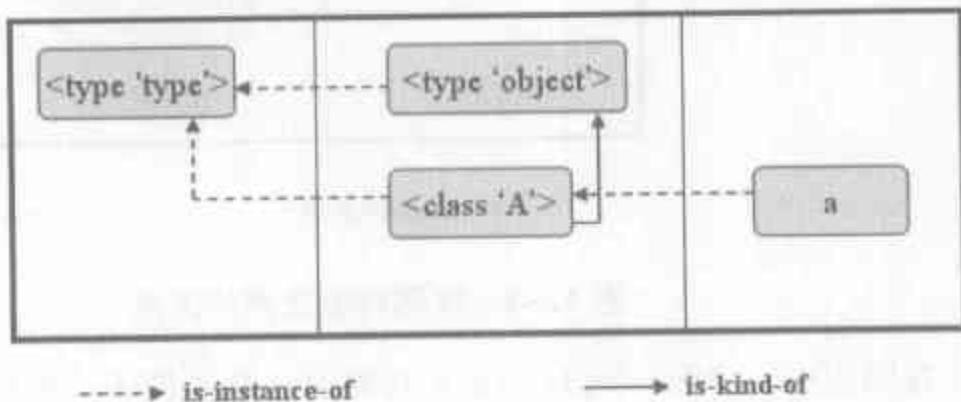 <type ‘type’>
<type ‘object’>
<class ‘A’>
a
is-instance-of
is-kind-of